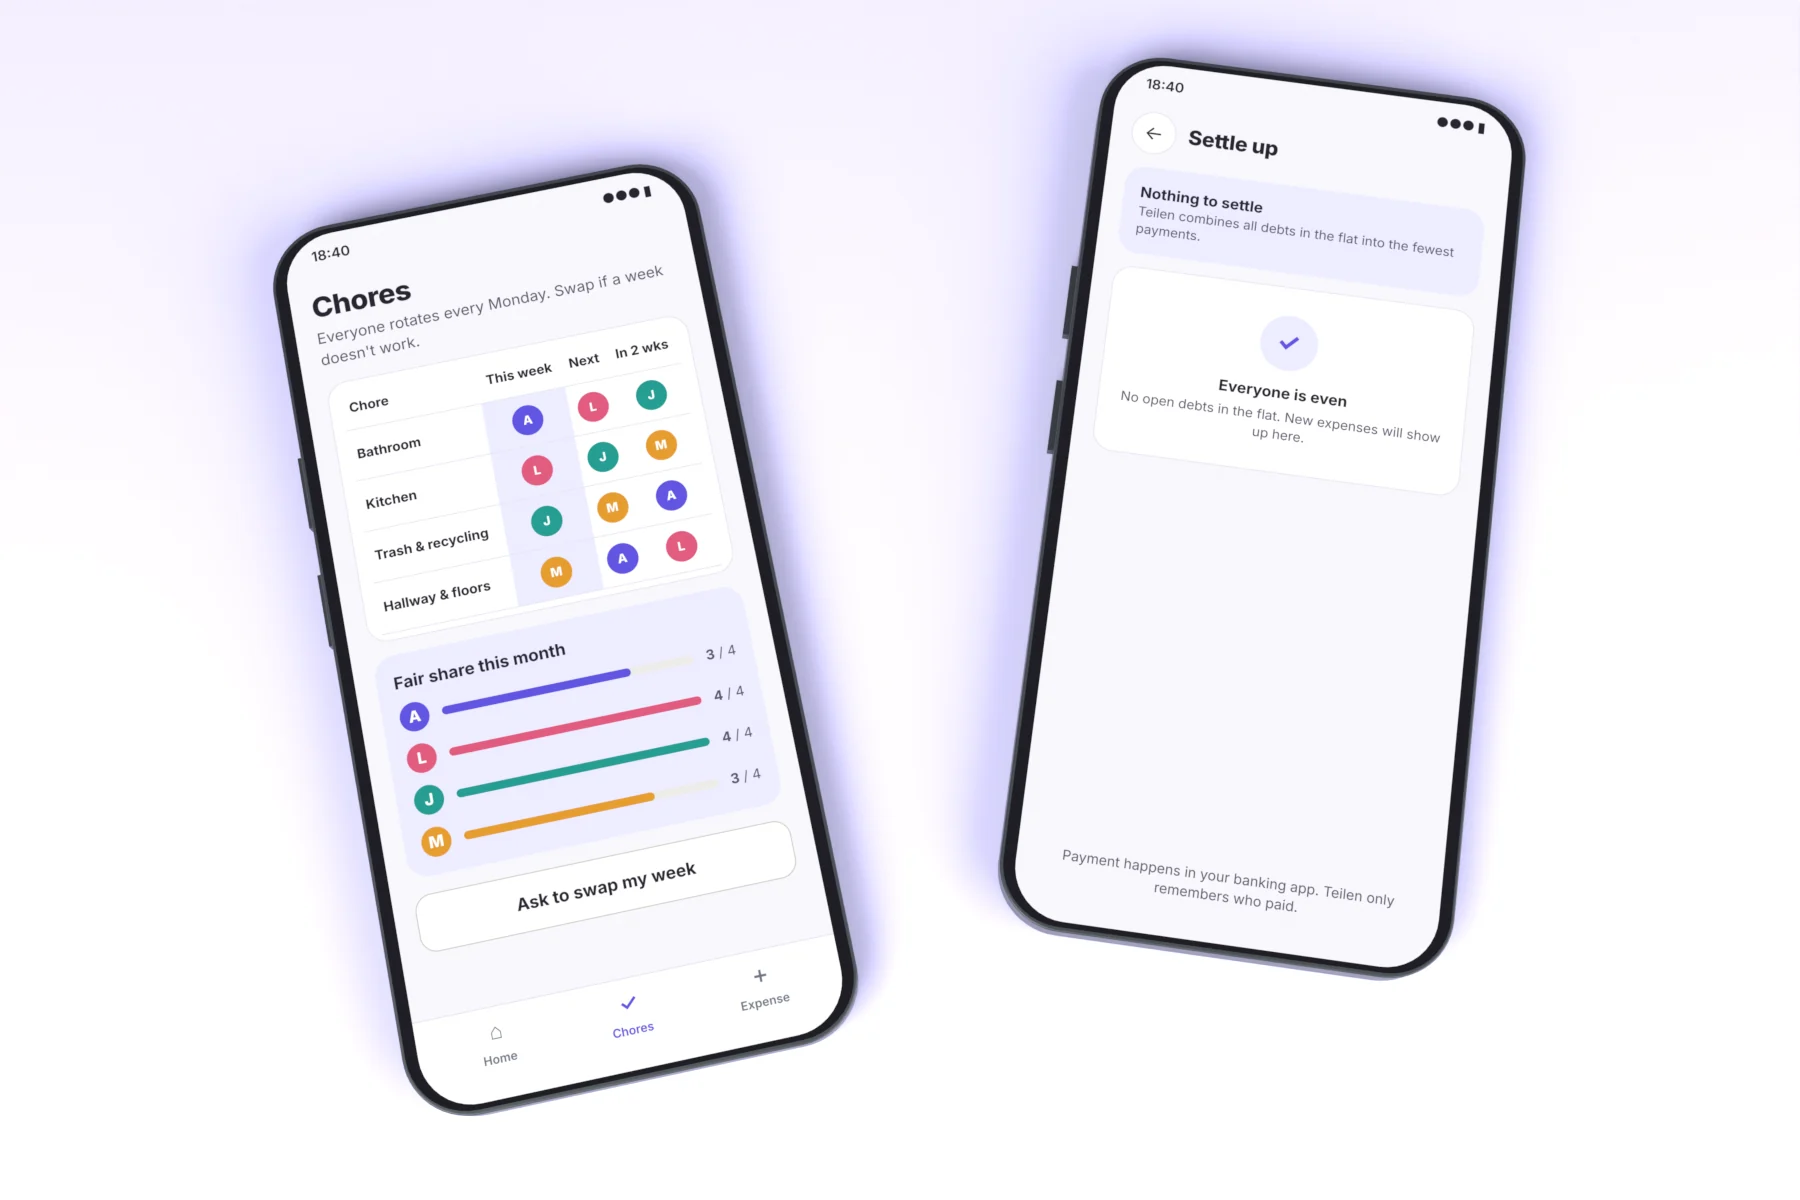 18:40
Chores
Everyone rotates every Monday. Swap if a week
doesn't work.
Chore This week Next In 2 wks
Bathroom A L J
Kitchen L J M
Trash & recycling J M A
Hallway & floors M A L
Fair share this month
A 3 / 4
L 4 / 4
J 4 / 4
M 3 / 4
Ask to swap my week
Home Chores Expense
18:40
Settle up
Nothing to settle
Teilen combines all debts in the flat into the fewest
payments.
Everyone is even
No open debts in the flat. New expenses will show
up here.
Payment happens in your banking app. Teilen only
remembers who paid.